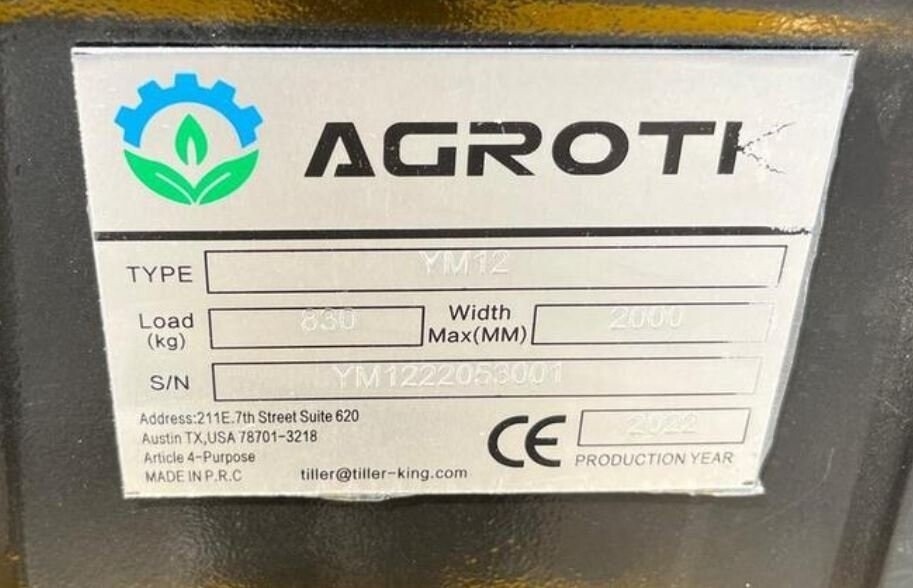 AGROTK
TYPE YM12
Load (kg) 830 Width Max(MM) 2000
S/N YM1222053001
Address:211E.7th Street Suite 620
Austin TX,USA 78701-3218
Article 4-Purpose
MADE IN P.R.C tiller@tiller-king.com
CE 2022
PRODUCTION YEAR